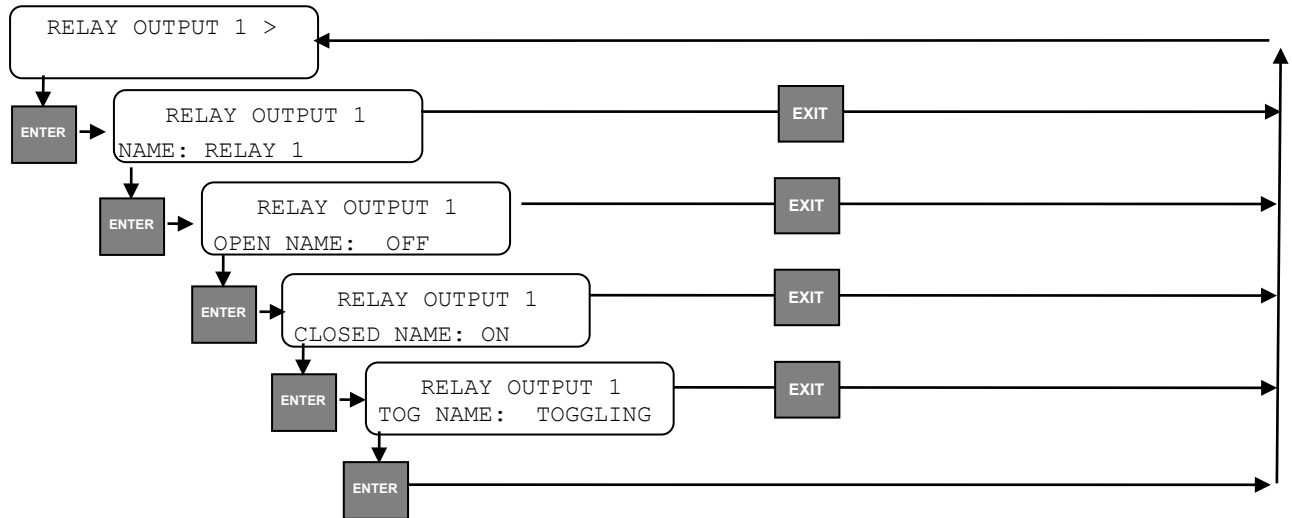 RELAY OUTPUT 1 >
ENTER
RELAY OUTPUT 1
NAME: RELAY 1
EXIT
ENTER
RELAY OUTPUT 1
OPEN NAME:  OFF
EXIT
ENTER
RELAY OUTPUT 1
CLOSED NAME: ON
EXIT
ENTER
RELAY OUTPUT 1
TOG NAME:  TOGGLING
EXIT
ENTER